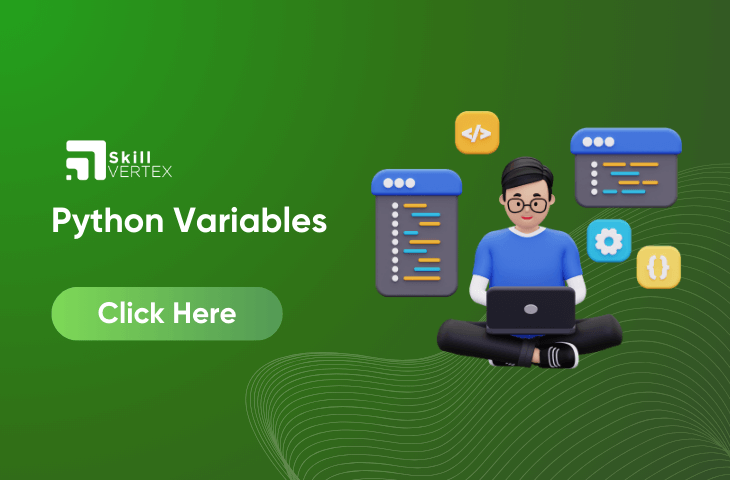 Skill
VERTEX
Python Variables
Click Here
</>
{}